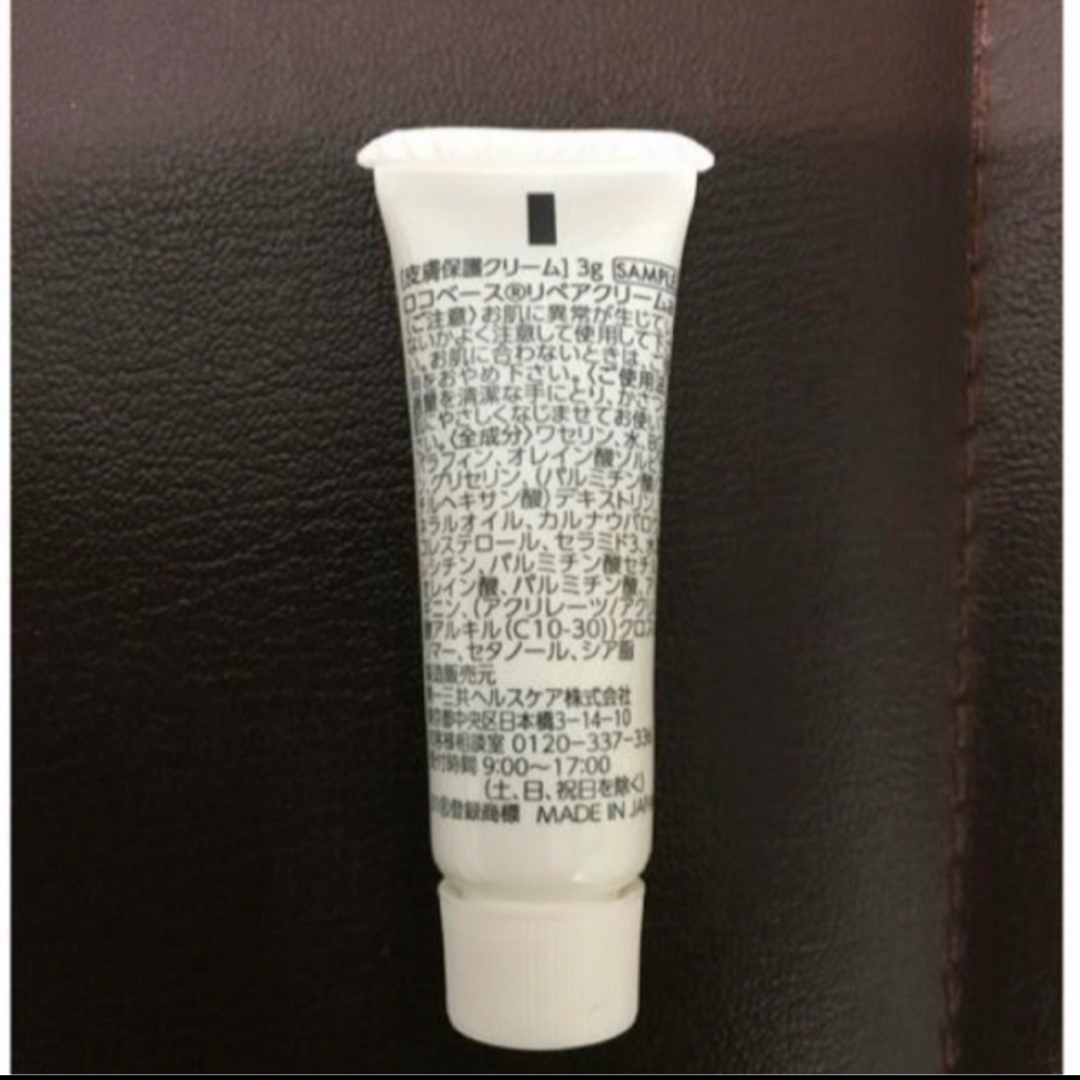 皮膚保護クリーム] 3g SAMPLE
ロコベース®リペアクリーム
ご注意〉お肌に異常が生じてい
ないかよく注意して使用して下
お肌に合わないときは、
用をおやめ下さい。〈ご使用法
量を清潔な手にとり、かさつ
やさしくなじませてお使い
い。〈全成分〉ワセリン、水、
ラフィン、オレイン酸ソルビ
グリセリン、(パルミチン酸
ルヘキサン酸)デキストリン
ネラルオイル、カルナウバロウ
コレステロール、セラミド3、水
シチン、パルミチン酸セチ
オレイン酸、パルミチン酸、
ニン、(アクリレーツ/アク
アルキル(C10-30))クロス
マー、セタノール、シア脂
製造販売元
第一三共ヘルスケア株式会社
東京都中央区日本橋3-14-10
お客様相談室 0120-337-33
受付時間 9:00〜17:00
(土、日、祝日を除く)
®登録商標 MADE IN JAPA